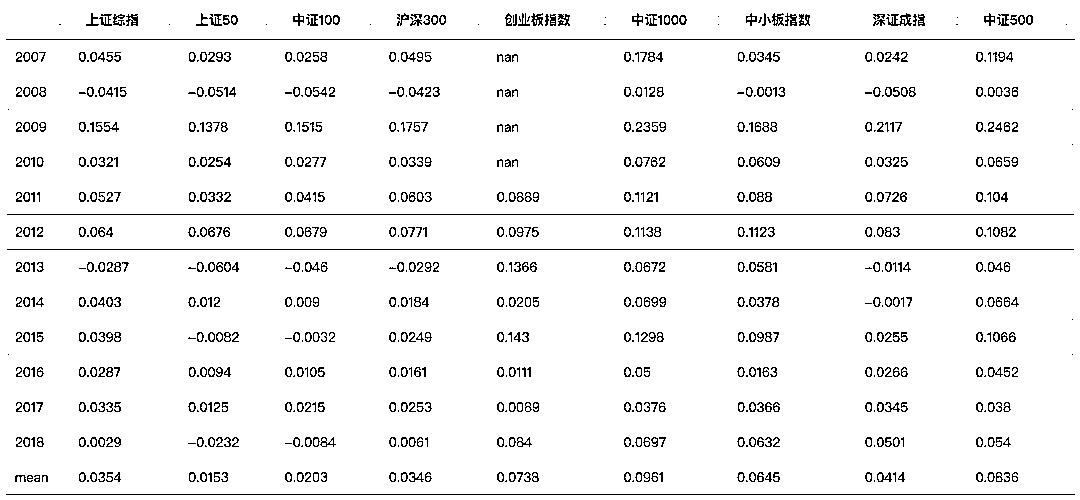 上证综指 上证50 中证100 沪深300 创业板指数 中证1000 中小板指数 深证成指 中证500
2007 0.0455 0.0293 0.0258 0.0495 nan 0.1784 0.0345 0.0242 0.1194
2008 −0.0415 −0.0514 −0.0542 −0.0423 nan 0.0128 −0.0013 −0.0508 0.0036
2009 0.1554 0.1378 0.1515 0.1757 nan 0.2359 0.1688 0.2117 0.2462
2010 0.0321 0.0254 0.0277 0.0339 nan 0.0762 0.0609 0.0325 0.0659
2011 0.0527 0.0332 0.0415 0.0603 0.0889 0.1121 0.088 0.0726 0.104
2012 0.064 0.0676 0.0679 0.0771 0.0975 0.1138 0.1123 0.083 0.1082
2013 −0.0287 −0.0604 −0.046 −0.0292 0.1366 0.0672 0.0581 −0.0114 0.046
2014 0.0403 0.012 0.009 0.0184 0.0205 0.0699 0.0378 −0.0017 0.0664
2015 0.0398 −0.0082 −0.0032 0.0249 0.143 0.1298 0.0987 0.0255 0.1066
2016 0.0287 0.0094 0.0105 0.0161 0.0111 0.05 0.0163 0.0266 0.0452
2017 0.0335 0.0125 0.0215 0.0253 0.0089 0.0376 0.0366 0.0345 0.038
2018 0.0029 −0.0232 −0.0084 0.0061 0.084 0.0697 0.0632 0.0501 0.054
mean 0.0354 0.0153 0.0203 0.0346 0.0738 0.0961 0.0645 0.0414 0.0836